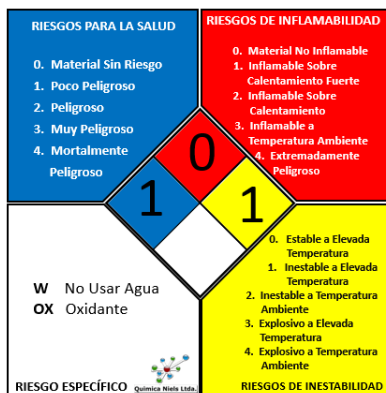 RIESGOS PARA LA SALUD
0. Material Sin Riesgo
1. Poco Peligroso
2. Peligroso
3. Muy Peligroso
4. Mortalmente
Peligroso
RIESGOS DE INFLAMABILIDAD
0. Material No Inflamable
1. Inflamable Sobre
Calentamiento Fuerte
2. Inflamable Sobre
Calentamiento
3. Inflamable a
Temperatura Ambiente
4. Extremadamente
Peligroso
0
1
1
W No Usar Agua
OX Oxidante
Química Niels Ltda.
RIESGO ESPECÍFICO
0. Estable a Elevada
Temperatura
1. Inestable a Elevada
Temperatura
2. Inestable a Temperatura
Ambiente
3. Explosivo a Elevada
Temperatura
4. Explosivo a Temperatura
Ambiente
RIESGOS DE INESTABILIDAD